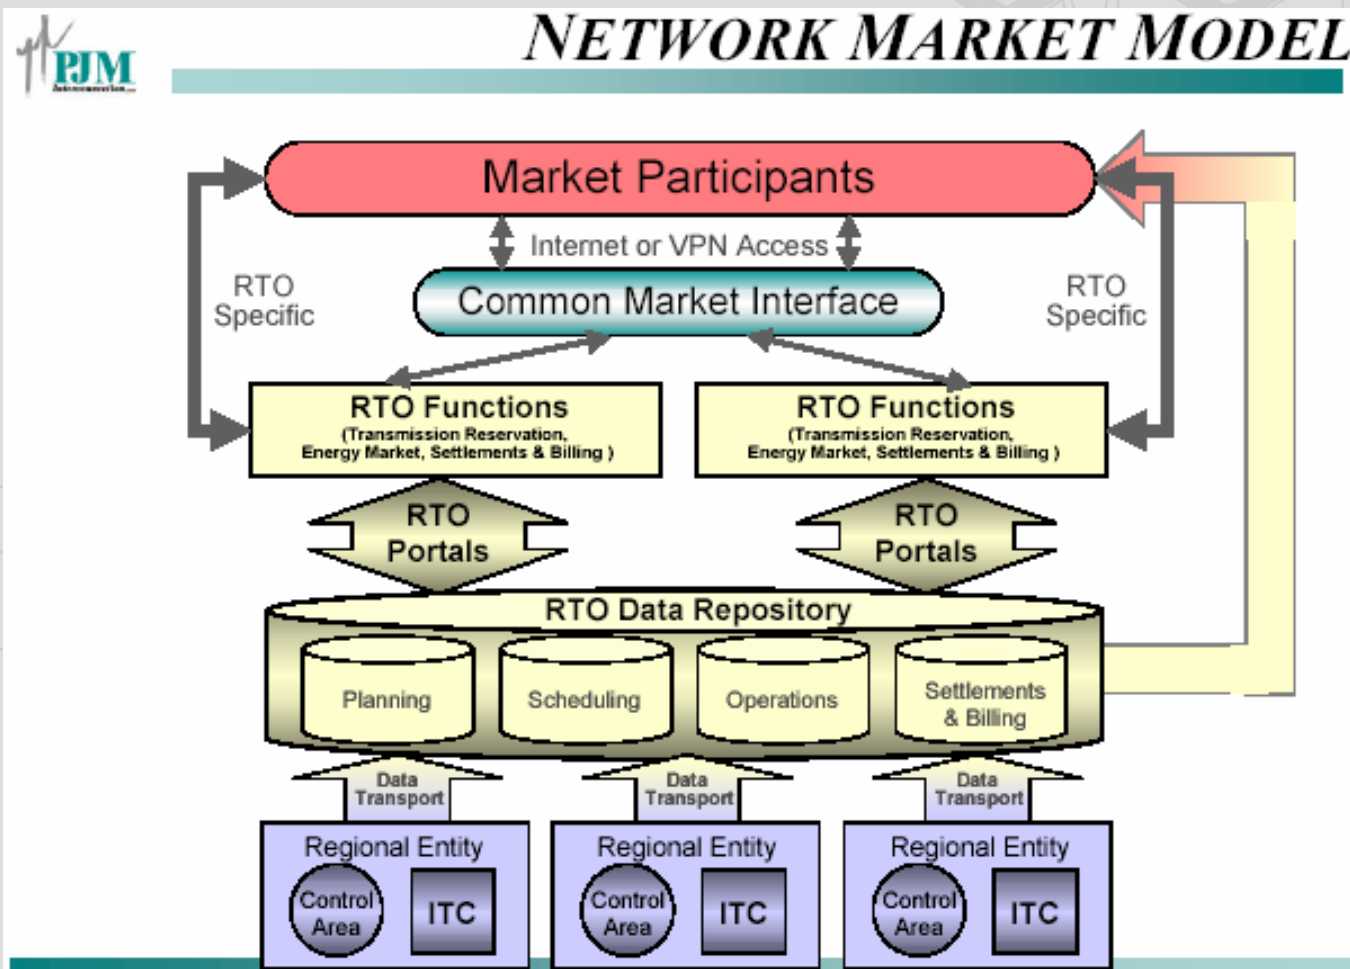 NETWORK MARKET MODEL
PJM
Interconnection
Market Participants
Internet or VPN Access
Common Market Interface
RTO
Specific
RTO
Specific
RTO Functions
(Transmission Reservation,
Energy Market, Settlements & Billing )
RTO Functions
(Transmission Reservation,
Energy Market, Settlements & Billing )
RTO
Portals
RTO
Portals
RTO Data Repository
Planning
Scheduling
Operations
Settlements
& Billing
Data
Transport
Data
Transport
Data
Transport
Regional Entity
Control
Area
ITC
Regional Entity
Control
Area
ITC
Regional Entity
Control
Area
ITC